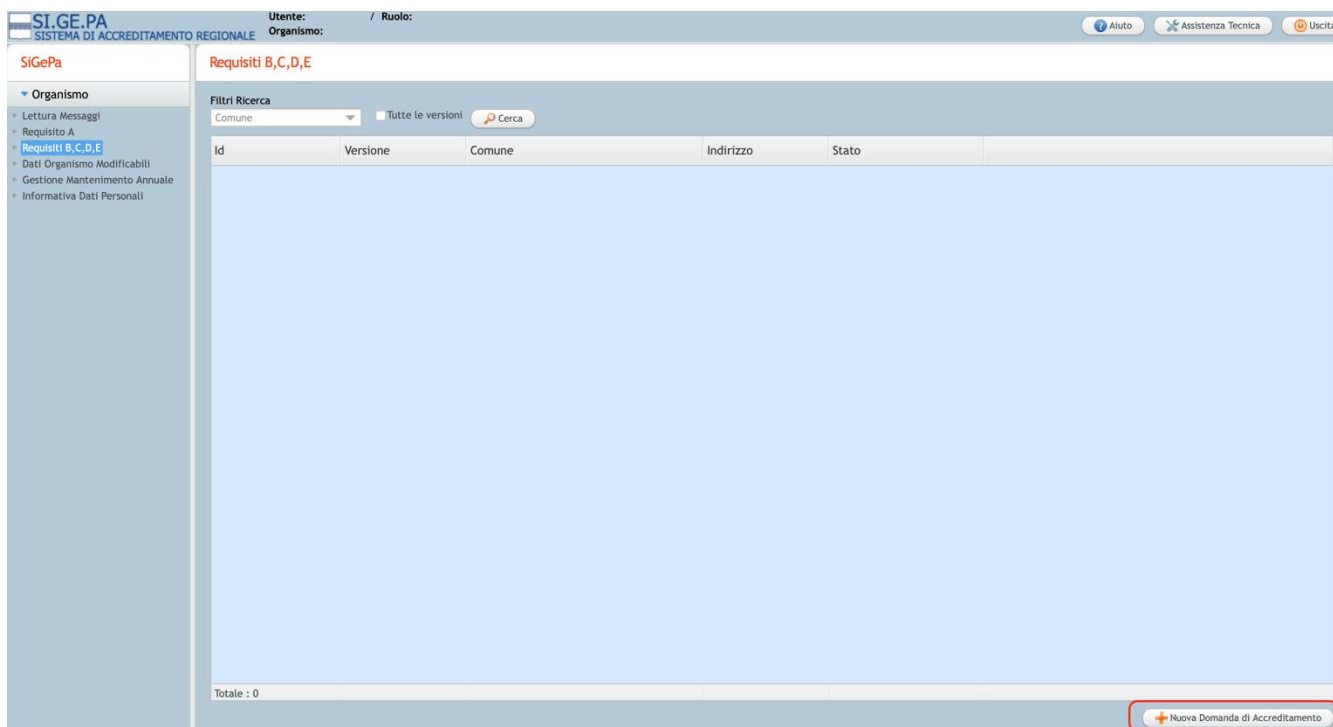 SI.GE.PA
SISTEMA DI ACCREDITAMENTO REGIONALE
Utente: / Ruolo:
Organismo:
Aiuto
Assistenza Tecnica
Uscita
SiGePa
Requisiti B,C,D,E
Organismo
Lettura Messaggi
Requisito A
Requisiti B,C,D,E
Dati Organismo Modificabili
Gestione Mantenimento Annuale
Informativa Dati Personali
Filtri Ricerca
Comune Tutte le versioni Cerca
Id Versione Comune Indirizzo Stato
Totale : 0
Nuova Domanda di Accreditamento